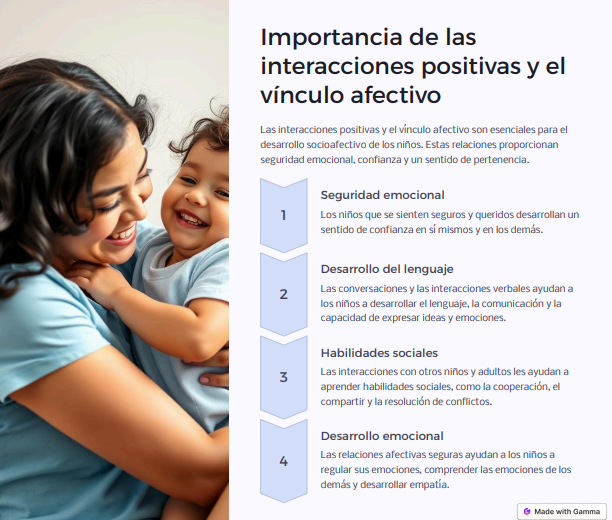 Importancia de las
interacciones positivas y el
vínculo afectivo
Las interacciones positivas y el vínculo afectivo son esenciales para el
desarrollo socioafectivo de los niños. Estas relaciones proporcionan
seguridad emocional, confianza y un sentido de pertenencia.
1
Seguridad emocional
Los niños que se sienten seguros y queridos desarrollan un
sentido de confianza en sí mismos y en los demás.
2
Desarrollo del lenguaje
Las conversaciones y las interacciones verbales ayudan a
los niños a desarrollar el lenguaje, la comunicación y la
capacidad de expresar ideas y emociones.
3
Habilidades sociales
Las interacciones con otros niños y adultos les ayudan a
aprender habilidades sociales, como la cooperación, el
compartir y la resolución de conflictos.
4
Desarrollo emocional
Las relaciones afectivas seguras ayudan a los niños a
regular sus emociones, comprender las emociones de los
demás y desarrollar empatía.
Made with Gamma